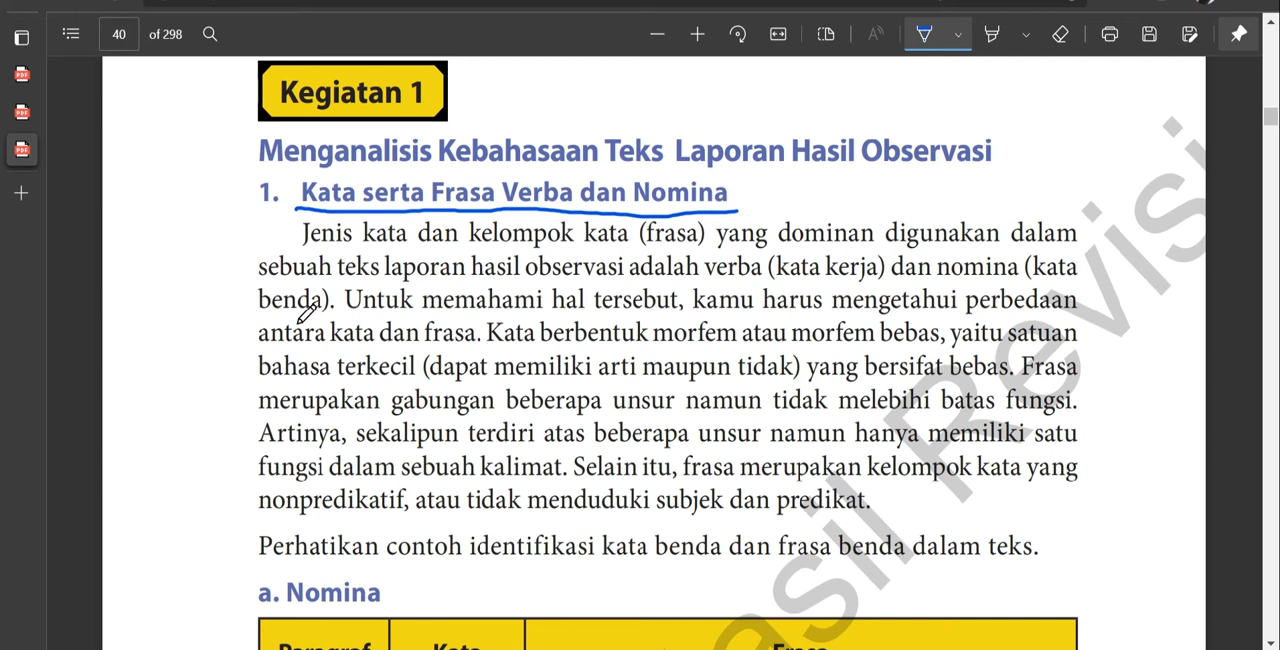 40 of 298
Kegiatan 1
Menganalisis Kebahasaan Teks Laporan Hasil Observasi
1. Kata serta Frasa Verba dan Nomina
Jenis kata dan kelompok kata (frasa) yang dominan digunakan dalam
sebuah teks laporan hasil observasi adalah verba (kata kerja) dan nomina (kata
benda). Untuk memahami hal tersebut, kamu harus mengetahui perbedaan
antara kata dan frasa. Kata berbentuk morfem atau morfem bebas, yaitu satuan
bahasa terkecil (dapat memiliki arti maupun tidak) yang bersifat bebas. Frasa
merupakan gabungan beberapa unsur namun tidak melebihi batas fungsi.
Artinya, sekalipun terdiri atas beberapa unsur namun hanya memiliki satu
fungsi dalam sebuah kalimat. Selain itu, frasa merupakan kelompok kata yang
nonpredikatif, atau tidak menduduki subjek dan predikat.
Perhatikan contoh identifikasi kata benda dan frasa benda dalam teks.
a. Nomina
Paragraf Kata Frasa
asil Revisi